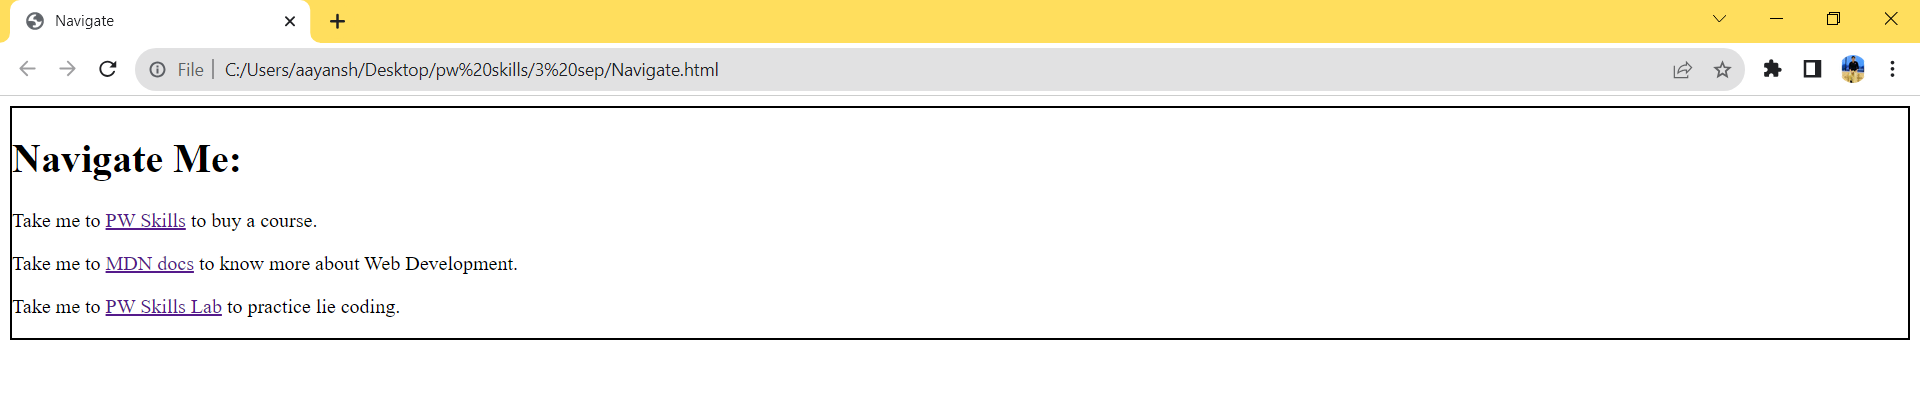 Navigate
File | C:/Users/aayansh/Desktop/pw%20skills/3%20sep/Navigate.html
Navigate Me:
Take me to PW Skills to buy a course.
Take me to MDN docs to know more about Web Development.
Take me to PW Skills Lab to practice lie coding.